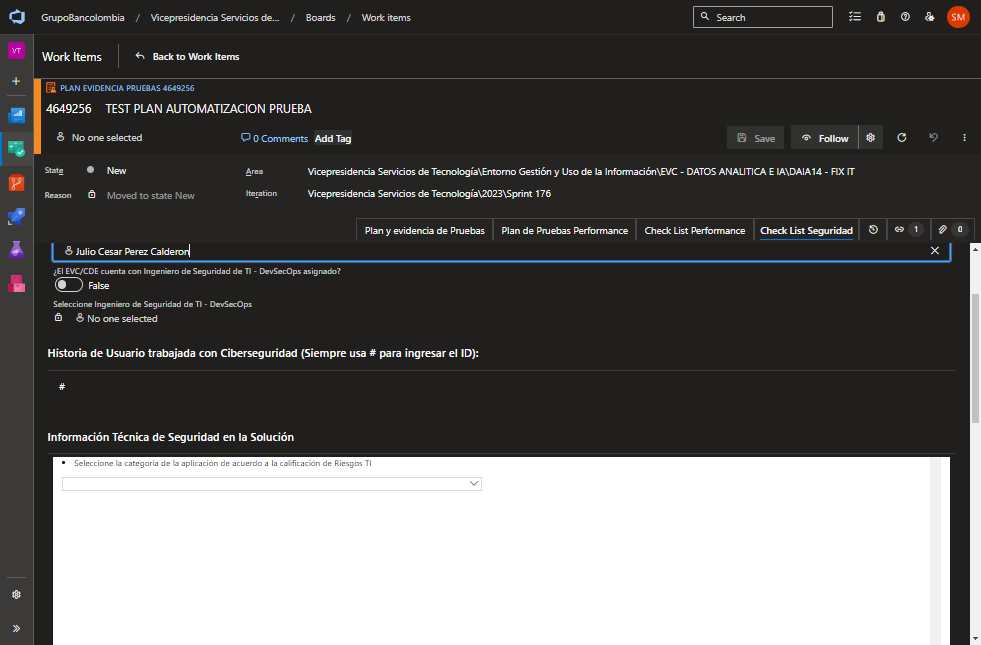 GrupoBancolombia / Vicepresidencia Servicios de... / Boards / Work items
Search
SM
VT
Work Items
Back to Work Items
PLAN EVIDENCIA PRUEBAS 4649256
4649256 TEST PLAN AUTOMATIZACION PRUEBA
No one selected
0 Comments
Add Tag
Save
Follow
State New
Area Vicepresidencia Servicios de Tecnología\Entorno Gestión y Uso de la Información\EVC - DATOS ANALITICA E IA\DAIA14 - FIX IT
Reason Moved to state New
Iteration Vicepresidencia Servicios de Tecnología\2023\Sprint 176
Plan y evidencia de Pruebas
Plan de Pruebas Performance
Check List Performance
Check List Seguridad
1
0
Julio Cesar Perez Calderon
¿El EVC/CDE cuenta con Ingeniero de Seguridad de TI - DevSecOps asignado?
False
Seleccione Ingeniero de Seguridad de TI - DevSecOps
No one selected
Historia de Usuario trabajada con Ciberseguridad (Siempre usa # para ingresar el ID):
#
Información Técnica de Seguridad en la Solución
• Seleccione la categoria de la aplicación de acuerdo a la calificación de Riesgos TI